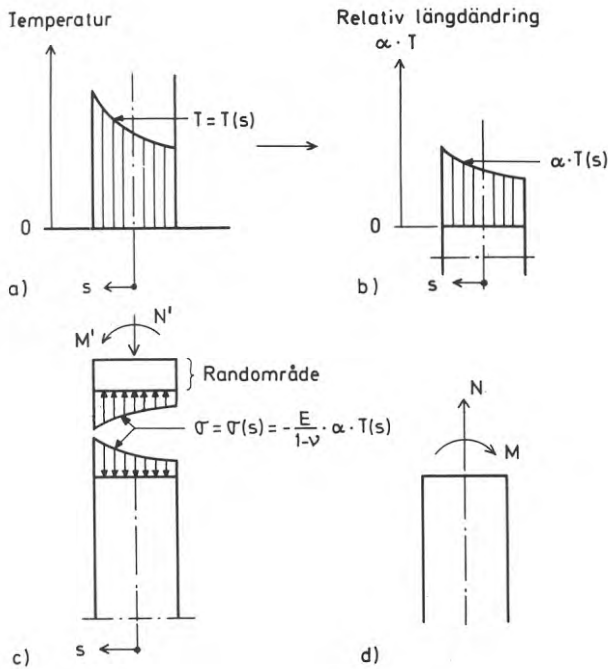 Temperatur
T = T(s)
0
s
a)
Relativ längdändring
α · T
α · T(s)
0
s
b)
M'
N'
Randområde
σ = σ(s) = - E/1-ν · α · T(s)
s
c)
N
M
d)